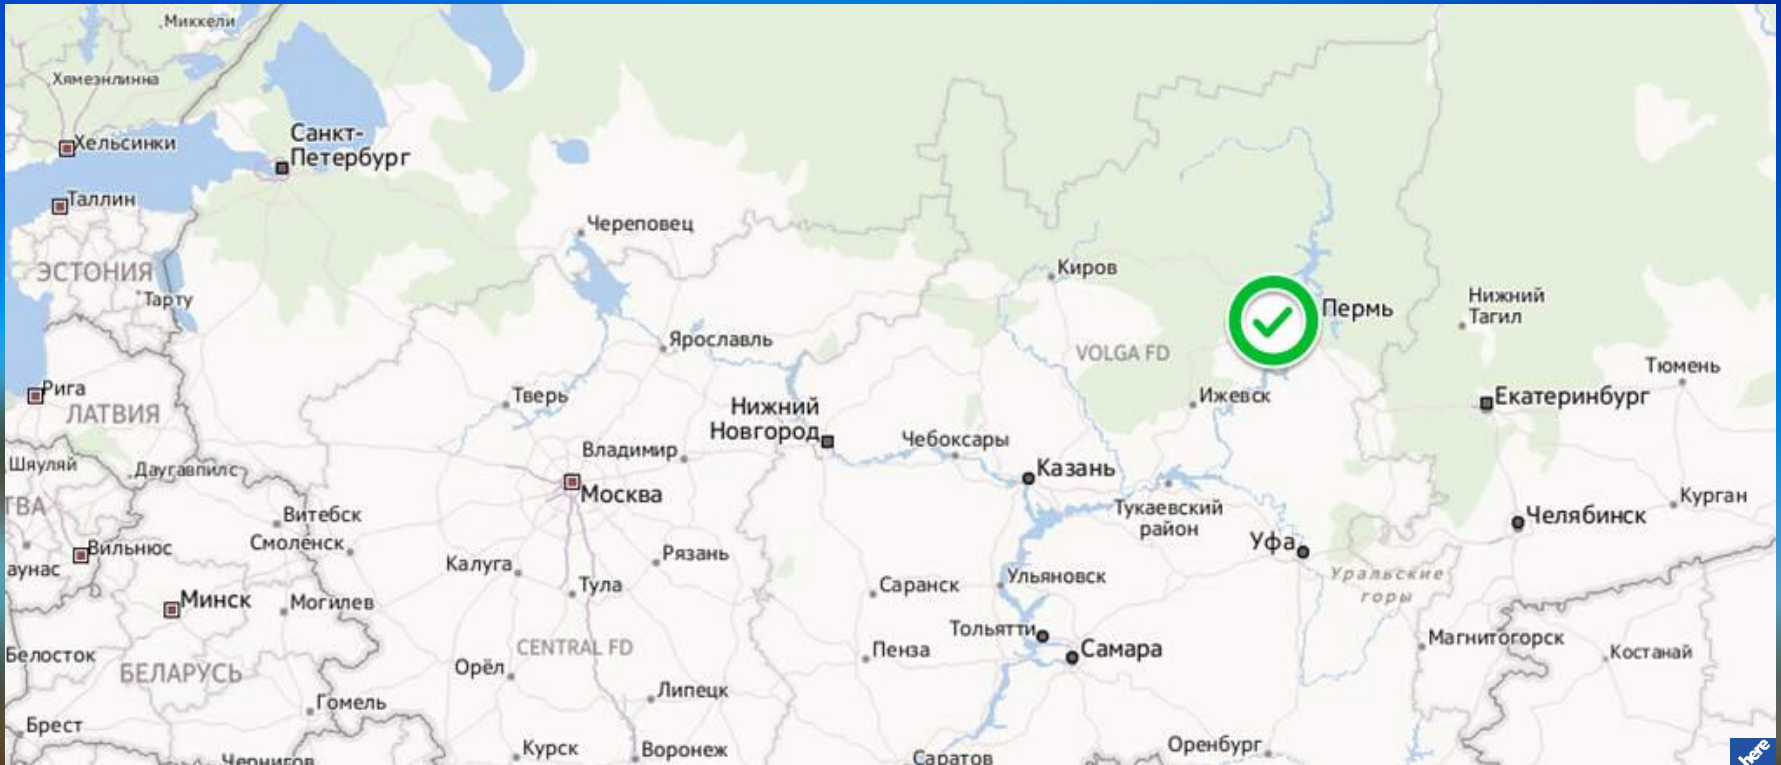 Миккели
Хямеэнлинна
Хельсинки
Санкт-
Петербург
Таллин
Череповец
ЭСТОНИЯ
Тарту
Киров
Пермь
Нижний
Тагил
Ярославль
VOLGA FD
Тюмень
Рига
ЛАТВИЯ
Тверь
Ижевск
Екатеринбург
Нижний
Новгород
Чебоксары
Владимир
Шяуляй
Даугавпилс
Казань
Москва
ТВА
Курган
Витебск
Тукаевский
район
Челябинск
Смоленск
Вильнюс
Уфа
Рязань
аунас
Калуга
Уральские
горы
Тула
Саранск
Ульяновск
Минск
Могилев
Тольятти
Магнитогорск
CENTRAL FD
Пенза
Самара
Костанай
Белосток
БЕЛАРУСЬ
Орёл
Липецк
Гомель
Брест
Курск
Воронеж
Оренбург
Саратов
Чернигов
here